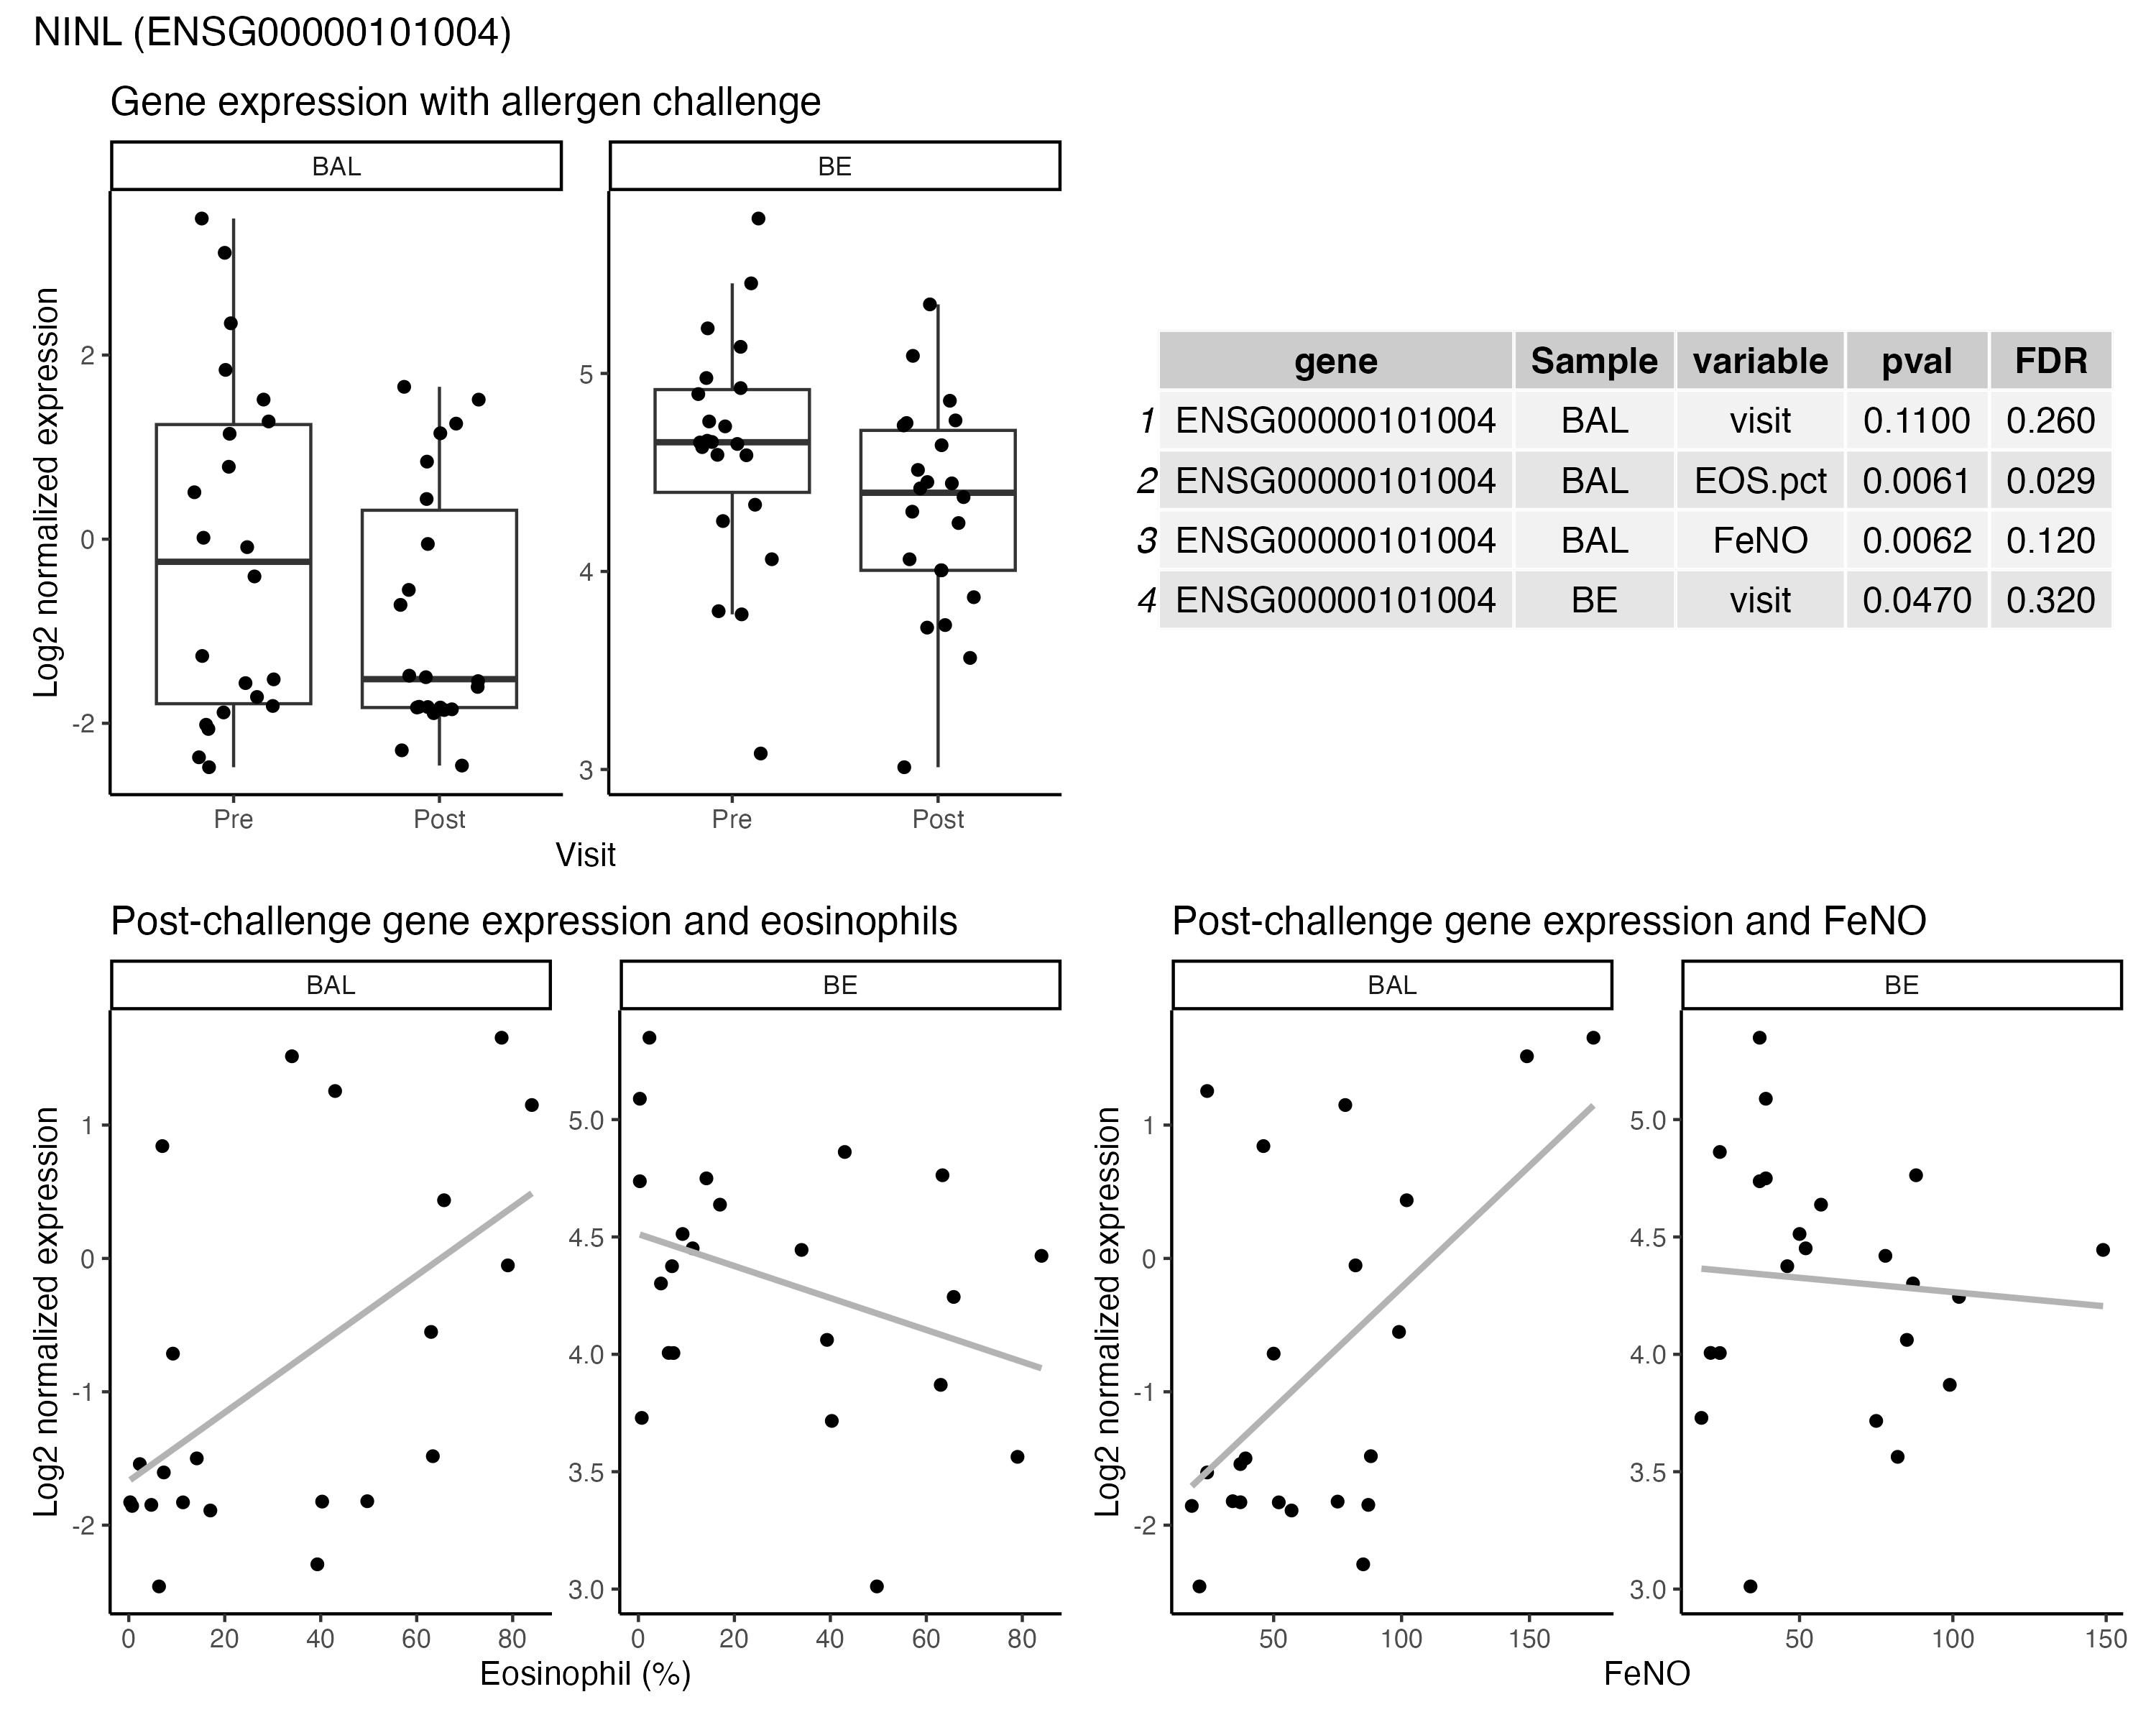 NINL (ENSG00000101004)
Gene expression with allergen challenge
BAL
BE
Log2 normalized expression
2
0
-2
5
4
3
Pre
Post
Pre
Post
Visit
gene Sample variable pval FDR
1 ENSG00000101004 BAL visit 0.1100 0.260
2 ENSG00000101004 BAL EOS.pct 0.0061 0.029
3 ENSG00000101004 BAL FeNO 0.0062 0.120
4 ENSG00000101004 BE visit 0.0470 0.320
Post-challenge gene expression and eosinophils
BAL
BE
Log2 normalized expression
1
0
-1
-2
5.0
4.5
4.0
3.5
3.0
0 20 40 60 80
0 20 40 60 80
Eosinophil (%)
Post-challenge gene expression and FeNO
BAL
BE
Log2 normalized expression
1
0
-1
-2
5.0
4.5
4.0
3.5
3.0
50 100 150
50 100 150
FeNO